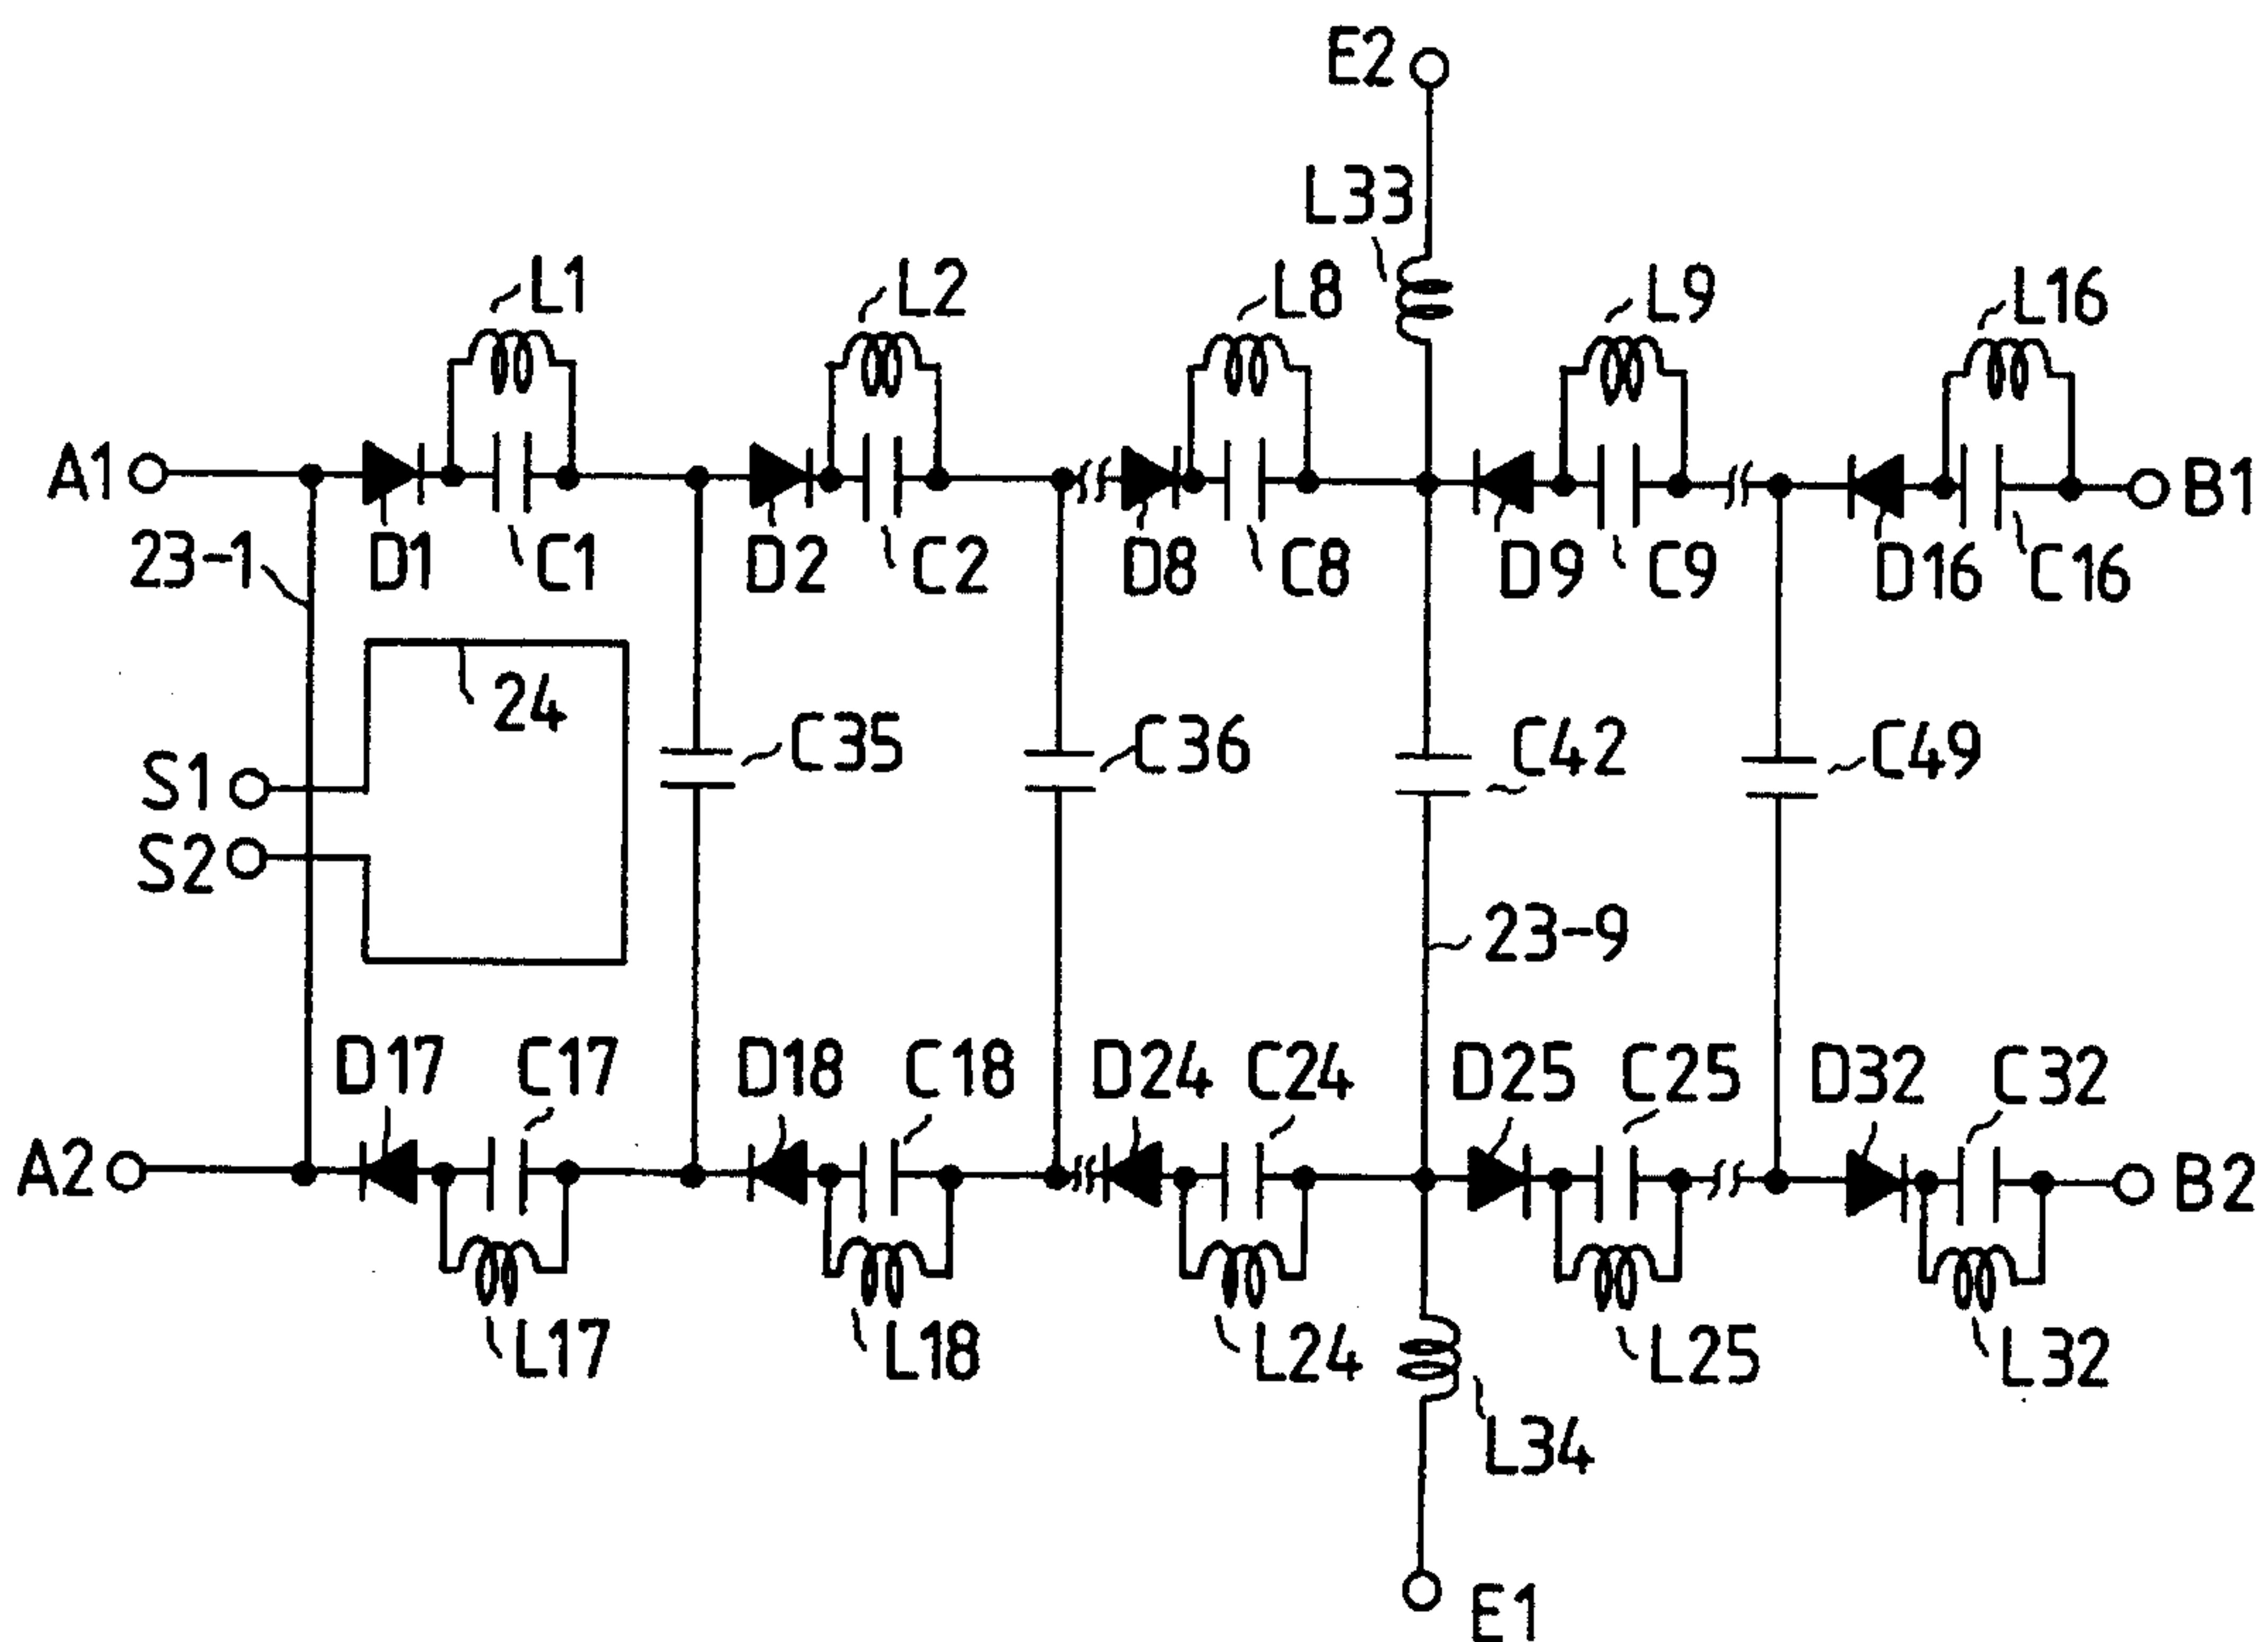 E2
L33
L1
L2
L8
L9
L16
A1
B1
23-1
D1
C1
D2
C2
D8
C8
D9
C9
D16
C16
24
S1
S2
C35
C36
C42
C49
23-9
D17
C17
D18
C18
D24
C24
D25
C25
D32
C32
A2
B2
L17
L18
L24
L25
L32
L34
E1